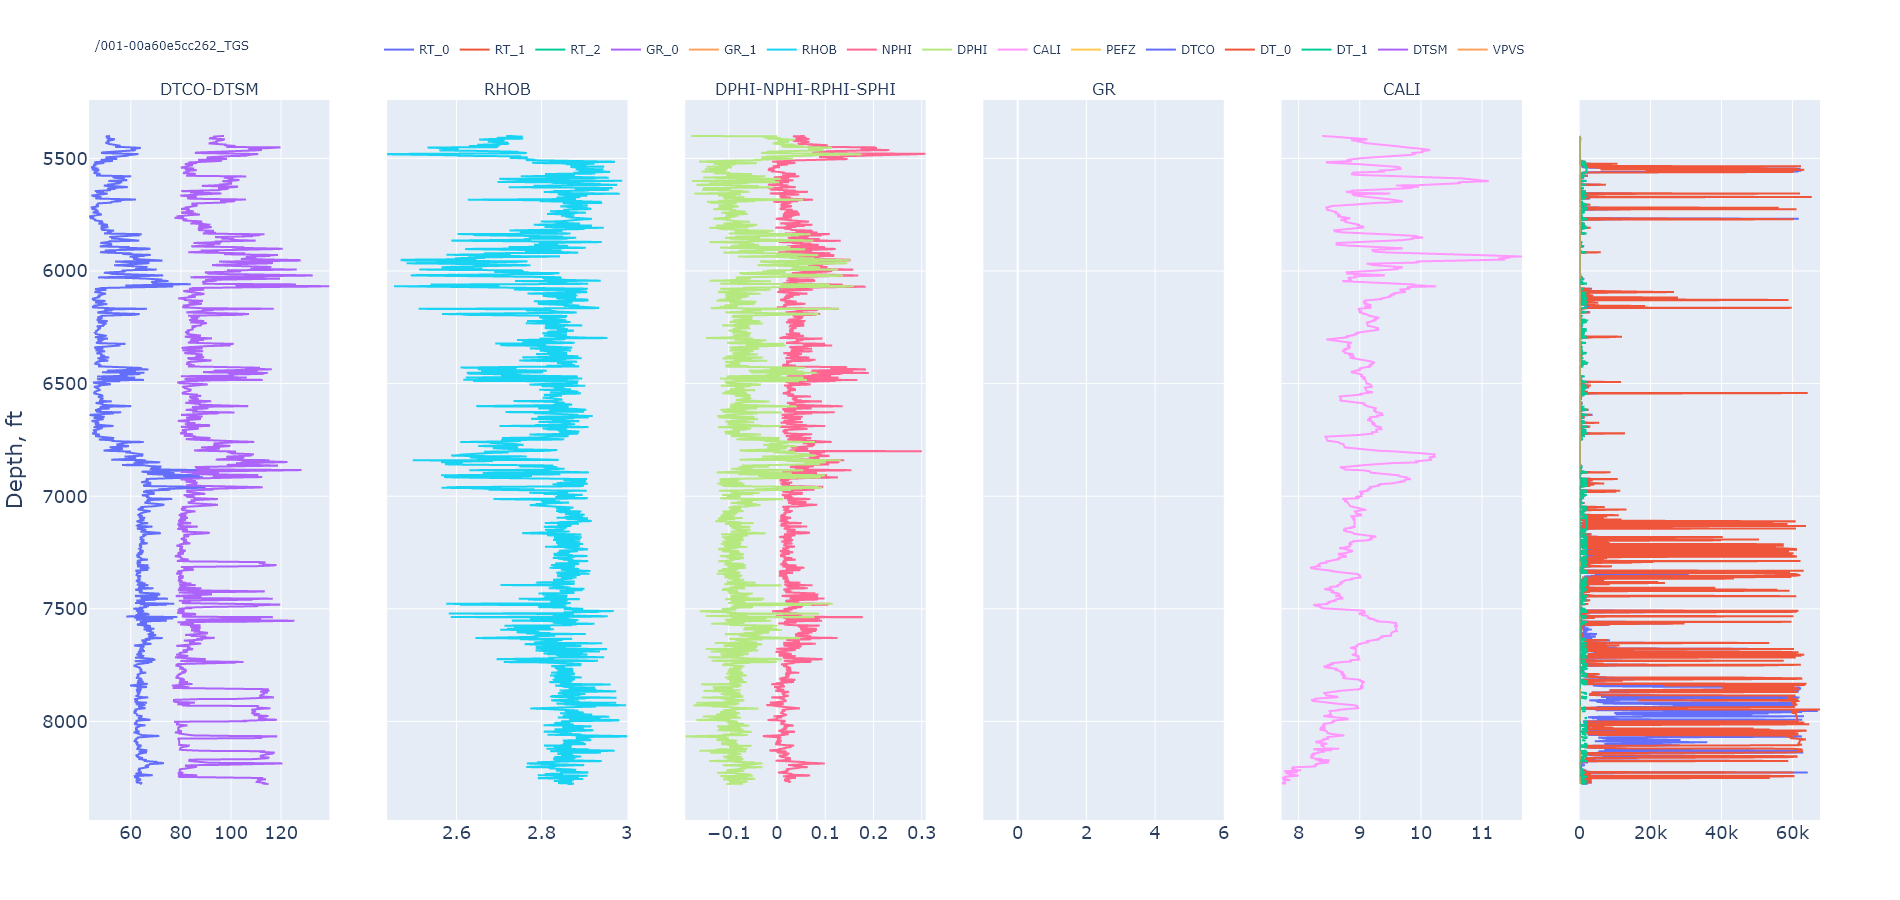 /001-00a60e5cc262_TGS
RT_0 RT_1 RT_2 GR_0 GR_1 RHOB NPHI DPHI CALI PEFZ DTCO DT_0 DT_1 DTSM VPVS
DTCO-DTSM RHOB DPHI-NPHI-RPHI-SPHI GR CALI
Depth, ft
5500
6000
6500
7000
7500
8000
60 80 100 120 2.6 2.8 3 −0.1 0 0.1 0.2 0.3 0 2 4 6 8 9 10 11 0 20k 40k 60k